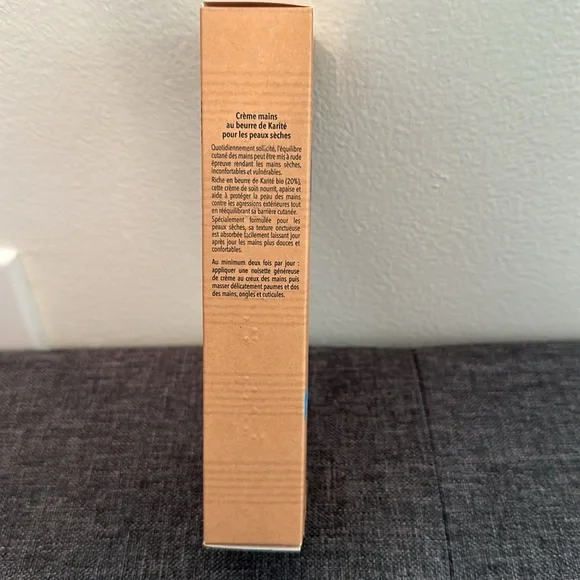 Crème mains
au beurre de Karité
pour les peaux sèches
Quotidiennement sollicité, l'équilibre
cutané des mains peut être mis à rude
épreuve rendant les mains sèches,
inconfortables et vulnérables.
Riche en beurre de Karité bio (20%),
cette crème de soin nourrit, apaise et
aide à protéger la peau des mains
contre les agressions extérieures tout
en rééquilibrant sa barrière cutanée.
Spécialement formulée pour les
peaux sèches, sa texture onctueuse
est absorbée facilement laissant jour
après jour les mains plus douces et
confortables.
Au minimum deux fois par jour :
appliquer une noisette généreuse
de crème au creux des mains puis
masser délicatement paumes et dos
des mains, ongles et cuticules.